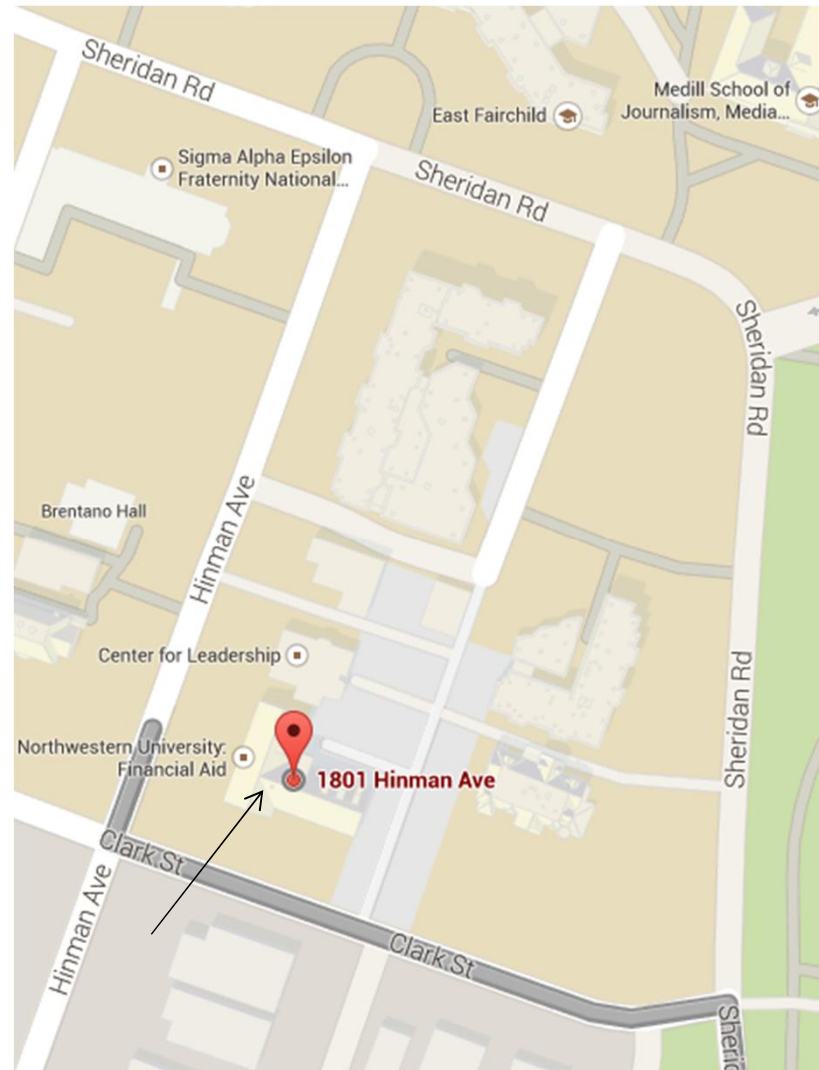 Sheridan Rd
Medill School of
Journalism, Media...
East Fairchild
Sigma Alpha Epsilon
Fraternity National...
Sheridan Rd
Sheridan Rd
Hinman Ave
Brentano Hall
Center for Leadership
Sheridan Rd
Northwestern University:
Financial Aid
1801 Hinman Ave
Clark St
Hinman Ave
Clark St
Sherid